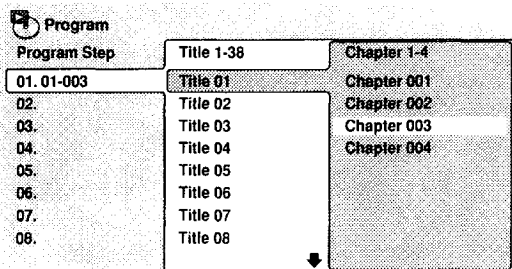 Program
Program Step Title 1-38 Chapter 1-4
01. 01-003 Title 01 Chapter 001
02. Title 02 Chapter 002
03. Title 03 Chapter 003
04. Title 04 Chapter 004
05. Title 05
06. Title 06
07. Title 07
08. Title 08